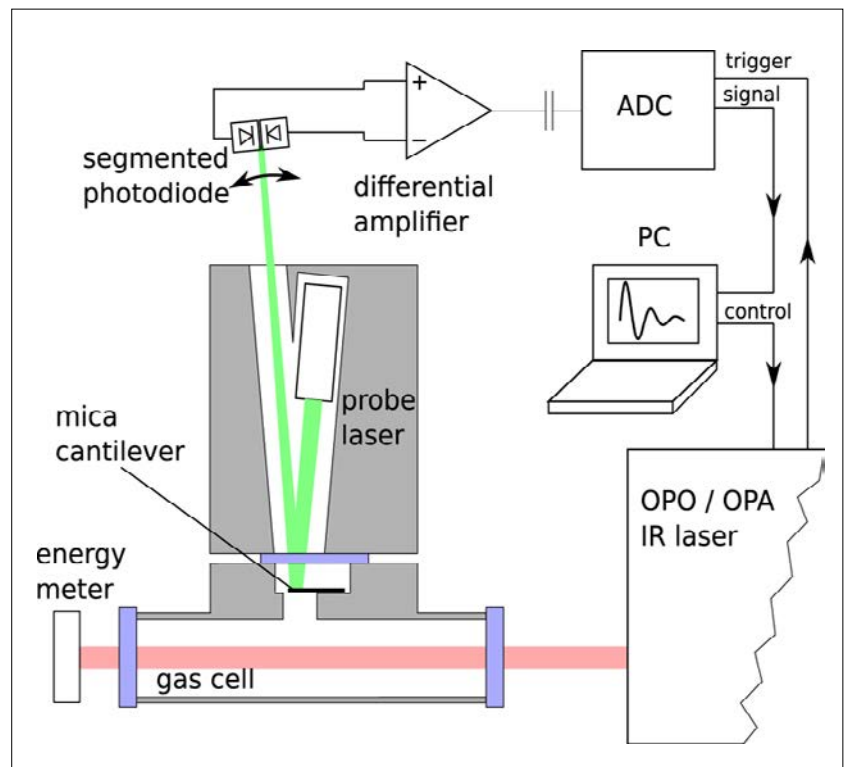 +
−
ADC
trigger
signal
segmented
photodiode
differential
amplifier
PC
control
mica
cantilever
probe
laser
OPO / OPA
IR laser
energy
meter
gas cell